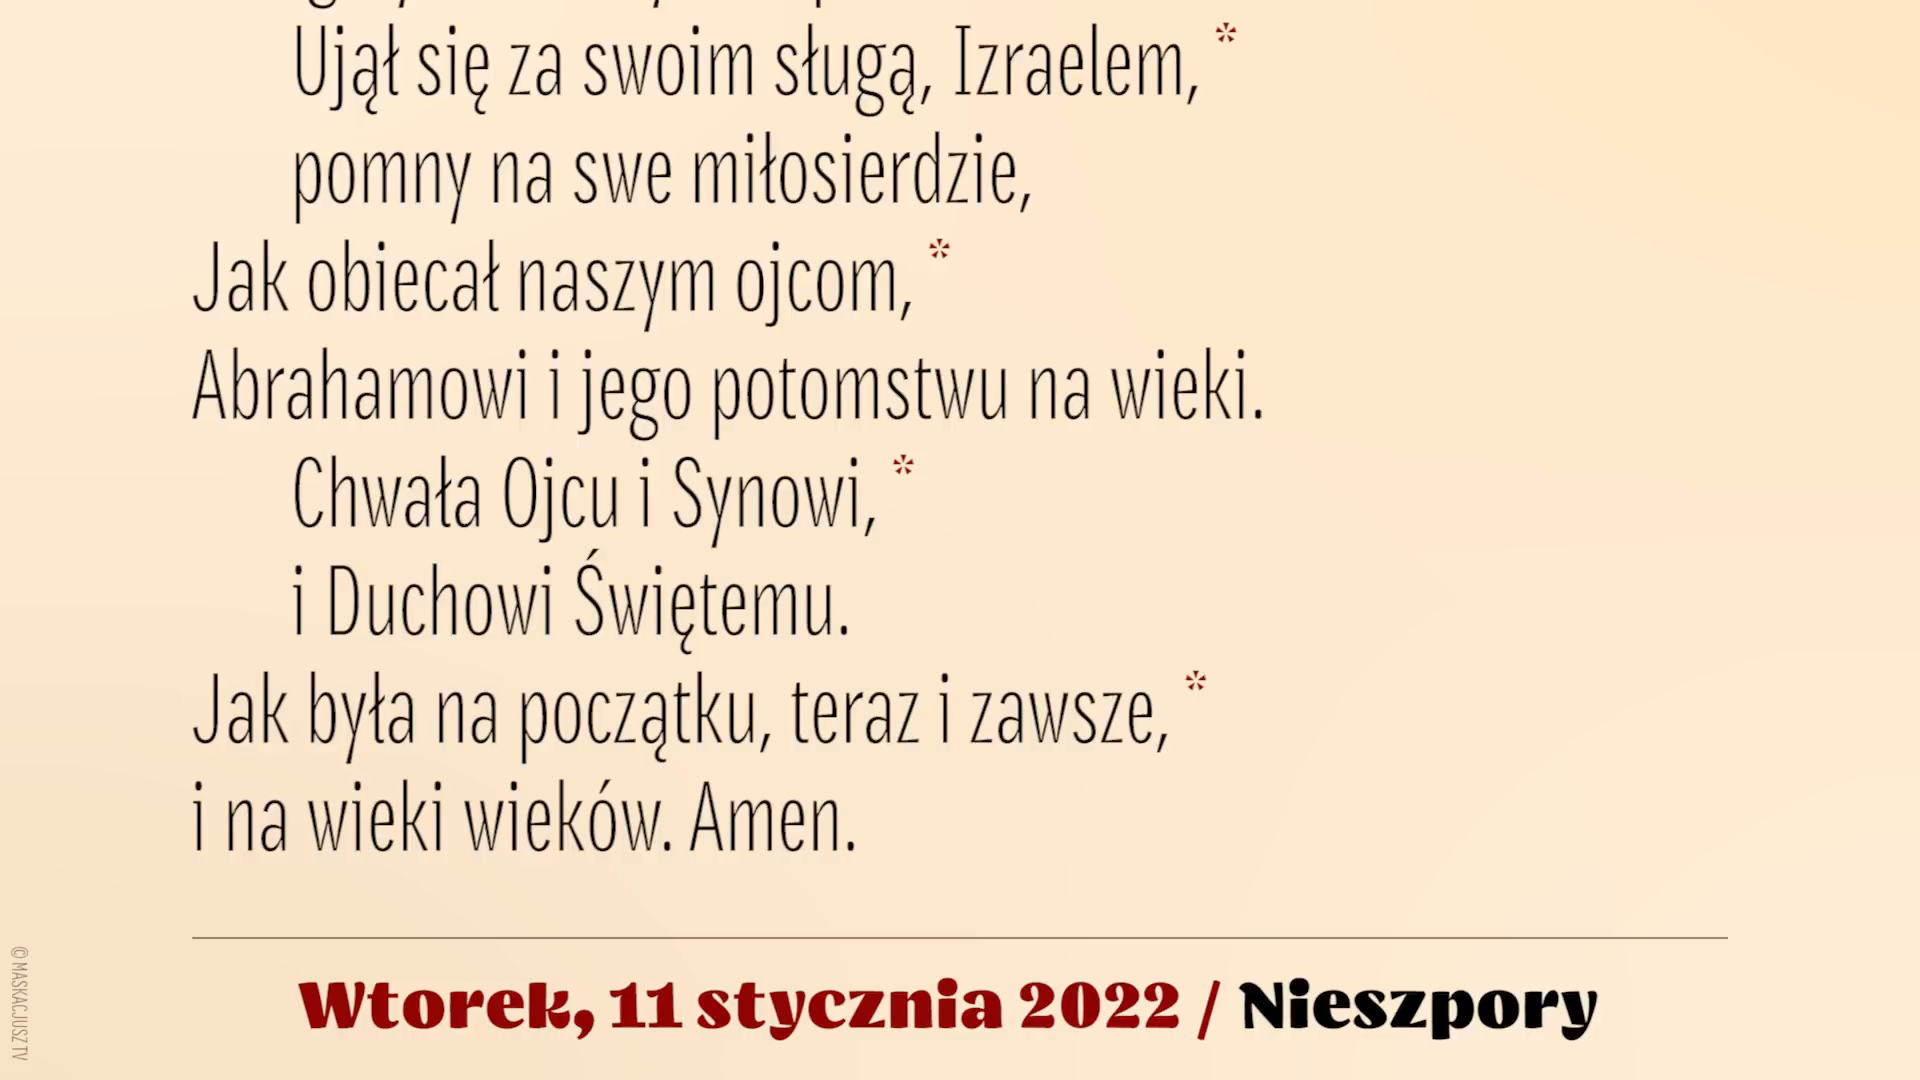 Ujął się za swoim sługą, Izraelem, *
pomny na swe miłosierdzie,
Jak obiecał naszym ojcom, *
Abrahamowi i jego potomstwu na wieki.
Chwała Ojcu i Synowi, *
i Duchowi Świętemu.
Jak była na początku, teraz i zawsze, *
i na wieki wieków. Amen.
Wtorek, 11 stycznia 2022 / Nieszpory
© MASKACJUSZ TV